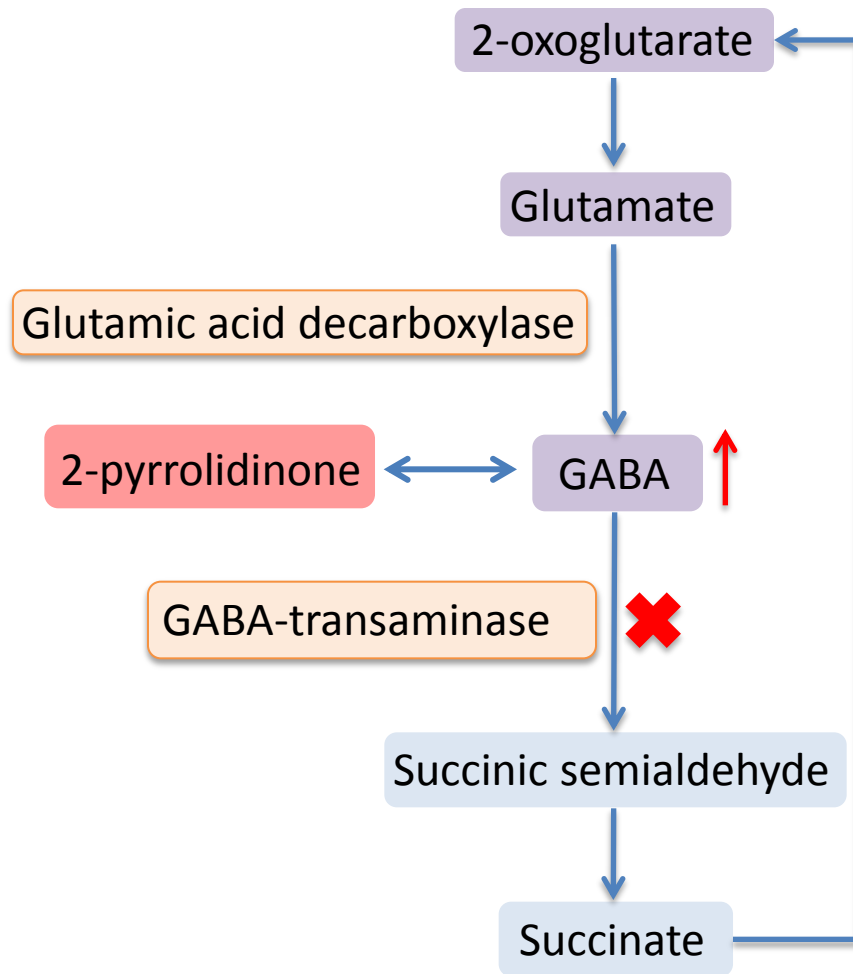 2-oxoglutarate
Glutamate
Glutamic acid decarboxylase
2-pyrrolidinone
GABA
GABA-transaminase
Succinic semialdehyde
Succinate